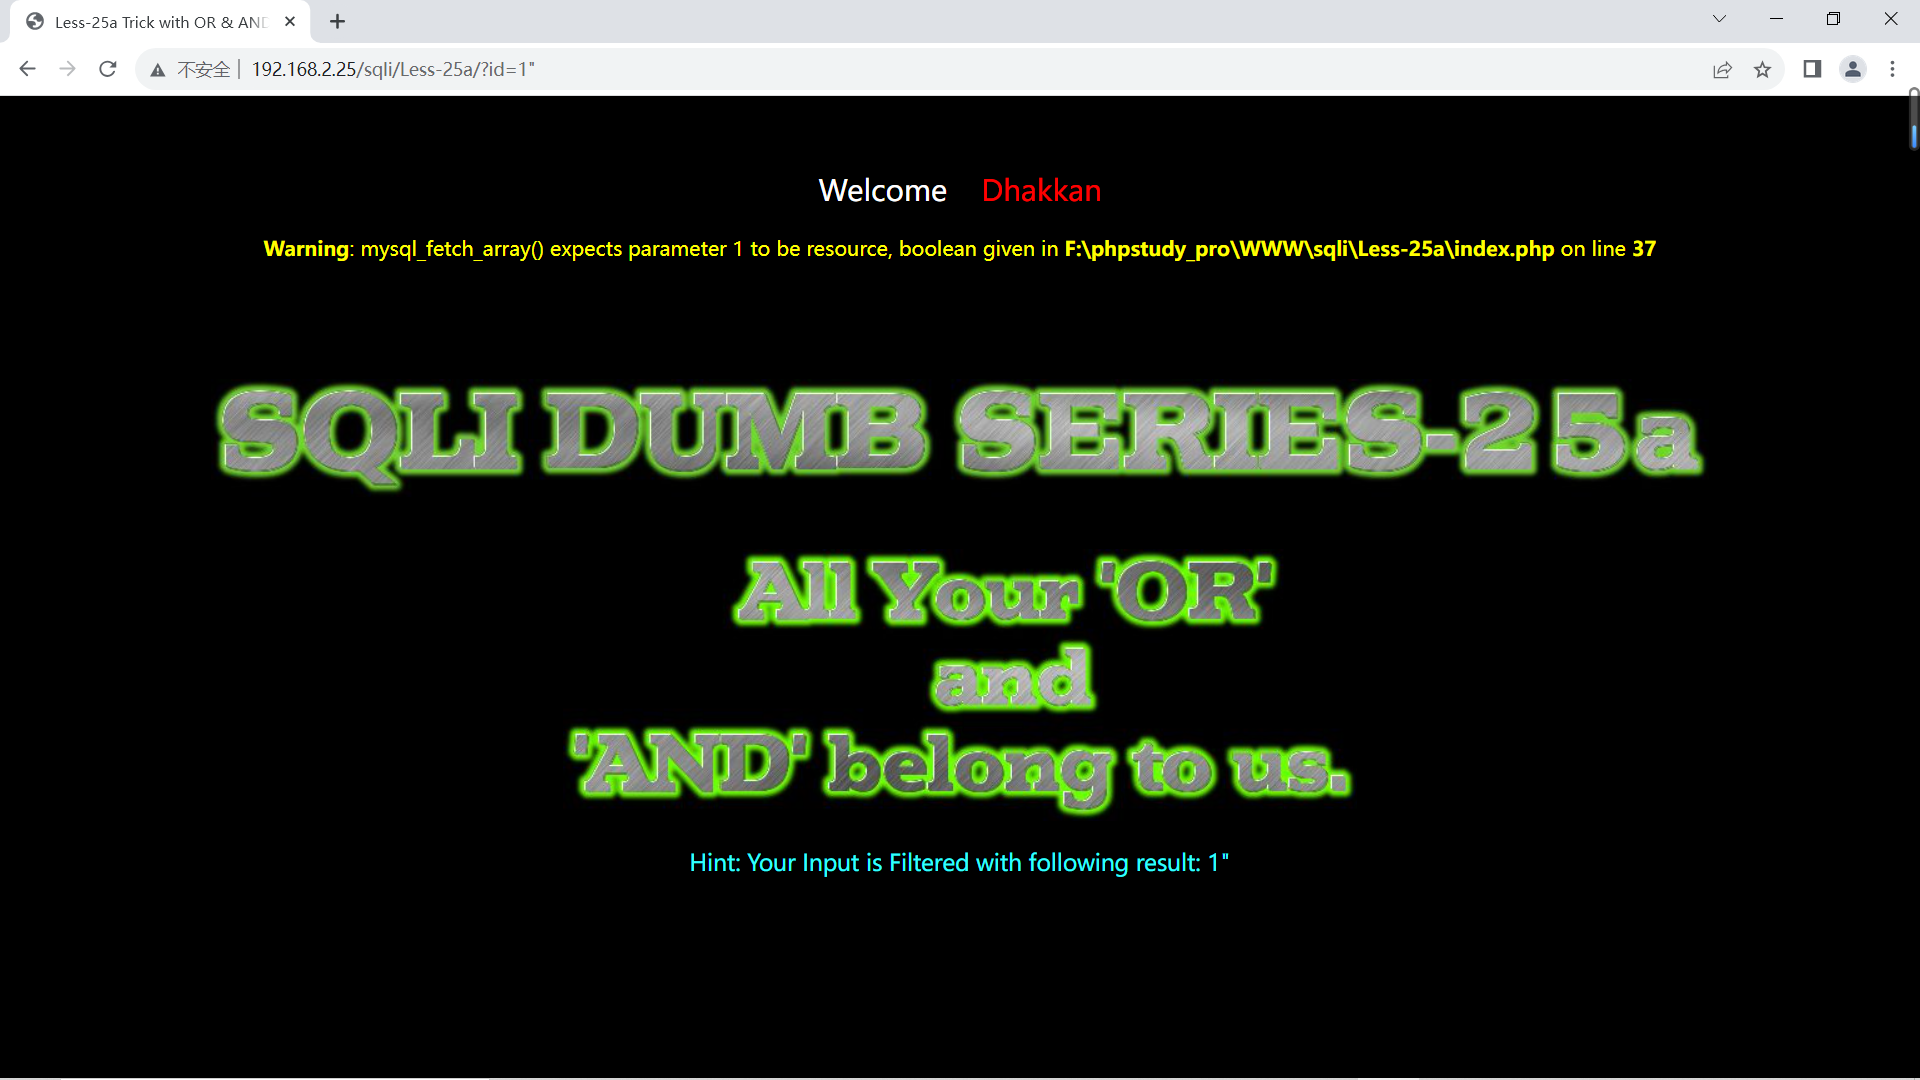 Less-25a Trick with OR & AND
不安全 | 192.168.2.25/sqli/Less-25a/?id=1"
Welcome Dhakkan
Warning: mysql_fetch_array() expects parameter 1 to be resource, boolean given in F:\phpstudy_pro\WWW\sqli\Less-25a\index.php on line 37
SQLI DUMB SERIES-25a
All Your 'OR'
and
'AND' belong to us.
Hint: Your Input is Filtered with following result: 1"